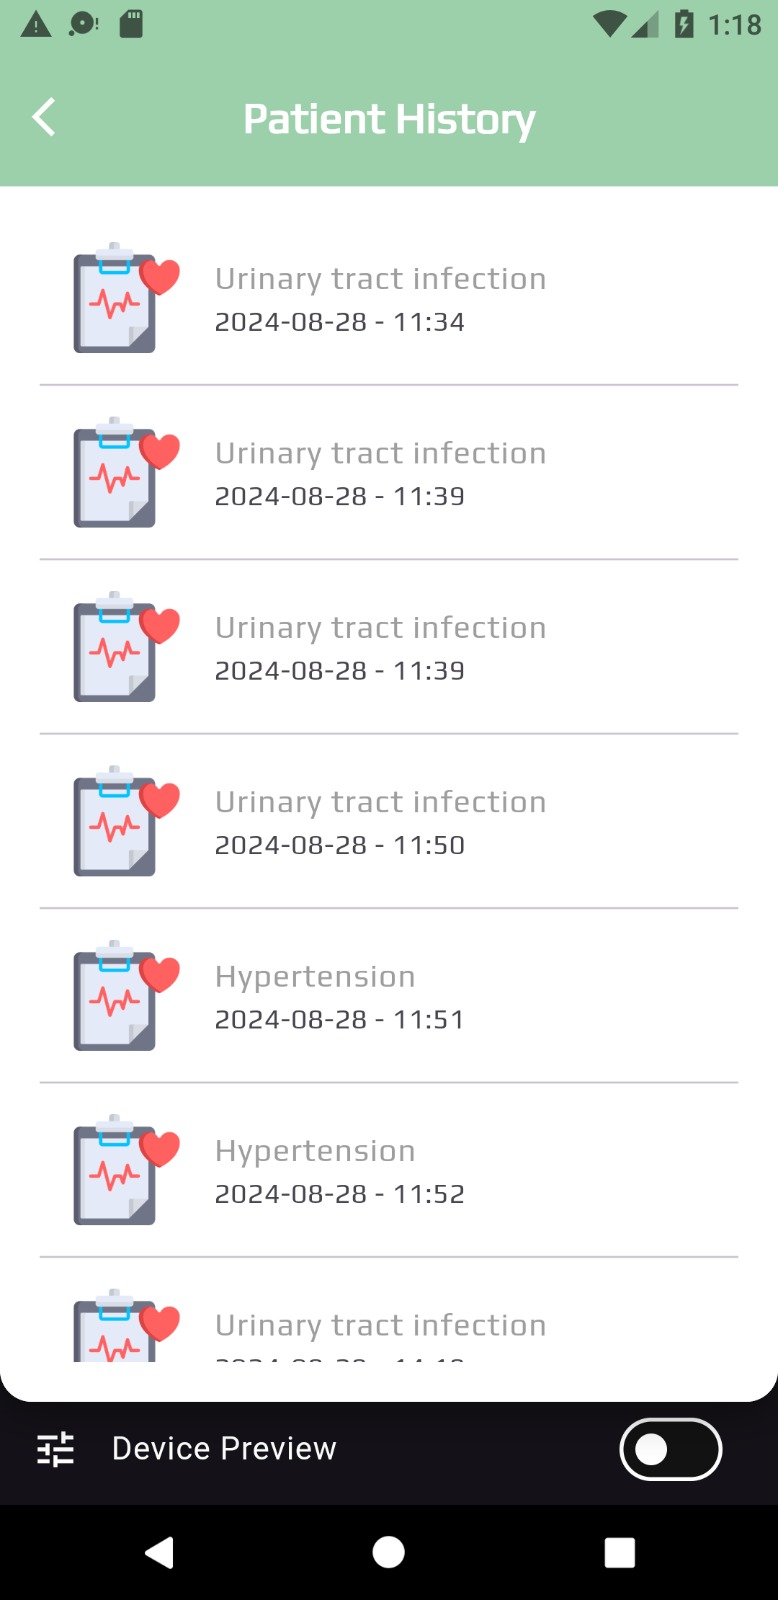 1:18
Patient History
Urinary tract infection
2024-08-28 - 11:34
Urinary tract infection
2024-08-28 - 11:39
Urinary tract infection
2024-08-28 - 11:39
Urinary tract infection
2024-08-28 - 11:50
Hypertension
2024-08-28 - 11:51
Hypertension
2024-08-28 - 11:52
Urinary tract infection
Device Preview